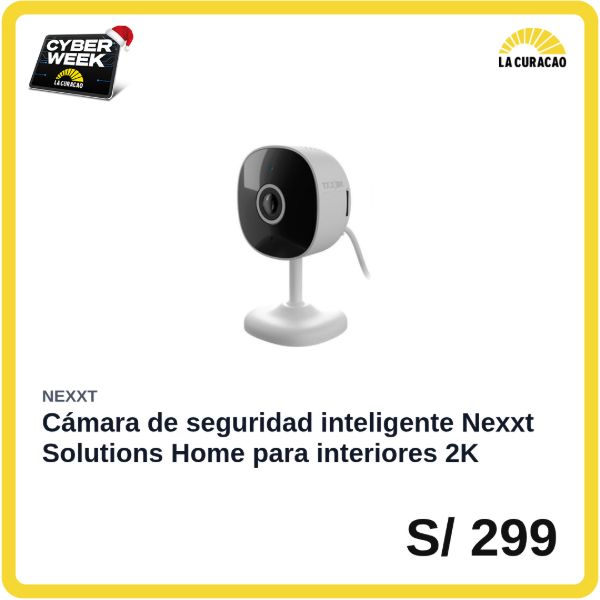 CYBER
WEEK
LA CURACAO
LA CURACAO
NEXXT
Cámara de seguridad inteligente Nexxt
Solutions Home para interiores 2K
S/ 299